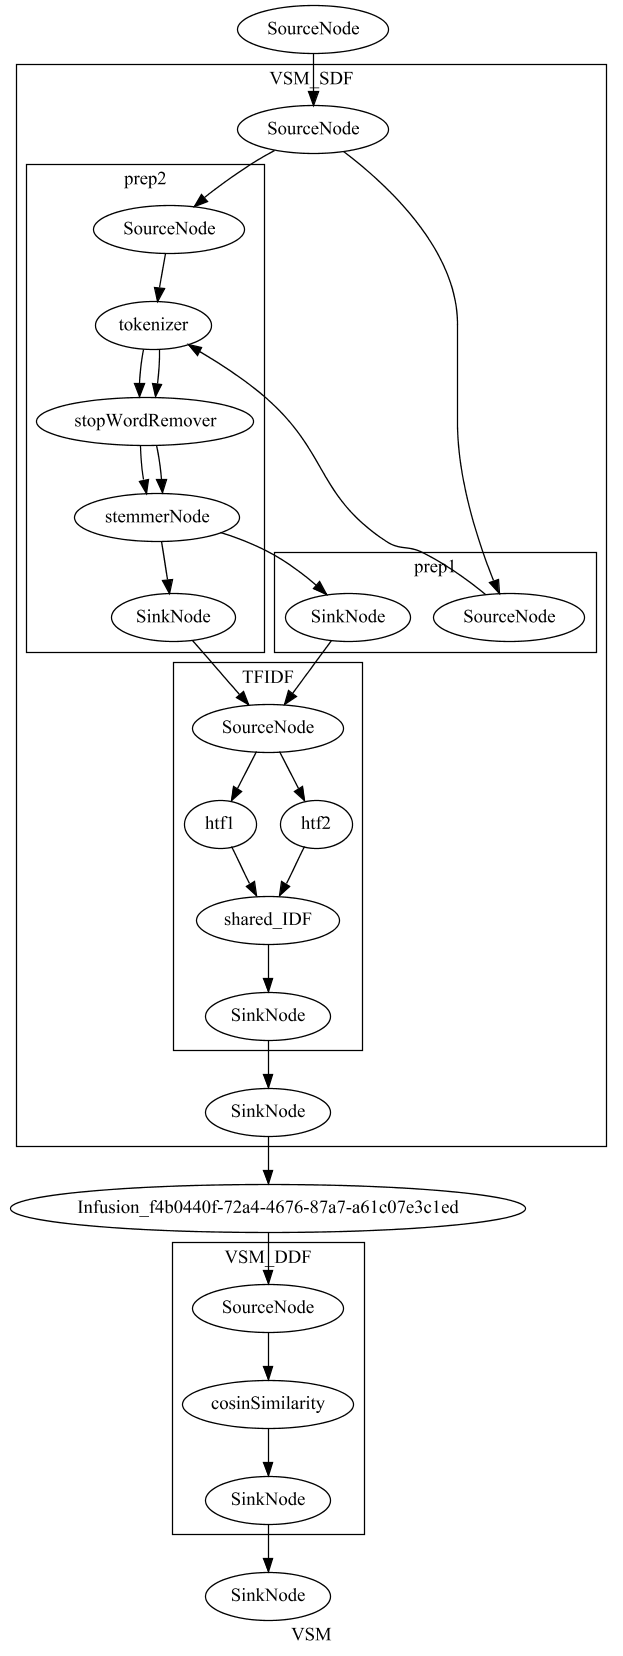 SourceNode
VSM_SDF
SourceNode
prep2
SourceNode
tokenizer
stopWordRemover
stemmerNode
prep1
SinkNode
SinkNode
SourceNode
TFIDF
SourceNode
htf1
htf2
shared_IDF
SinkNode
SinkNode
Infusion_f4b0440f-72a4-4676-87a7-a61c07e3c1ed
VSM_DDF
SourceNode
cosinSimilarity
SinkNode
SinkNode
VSM